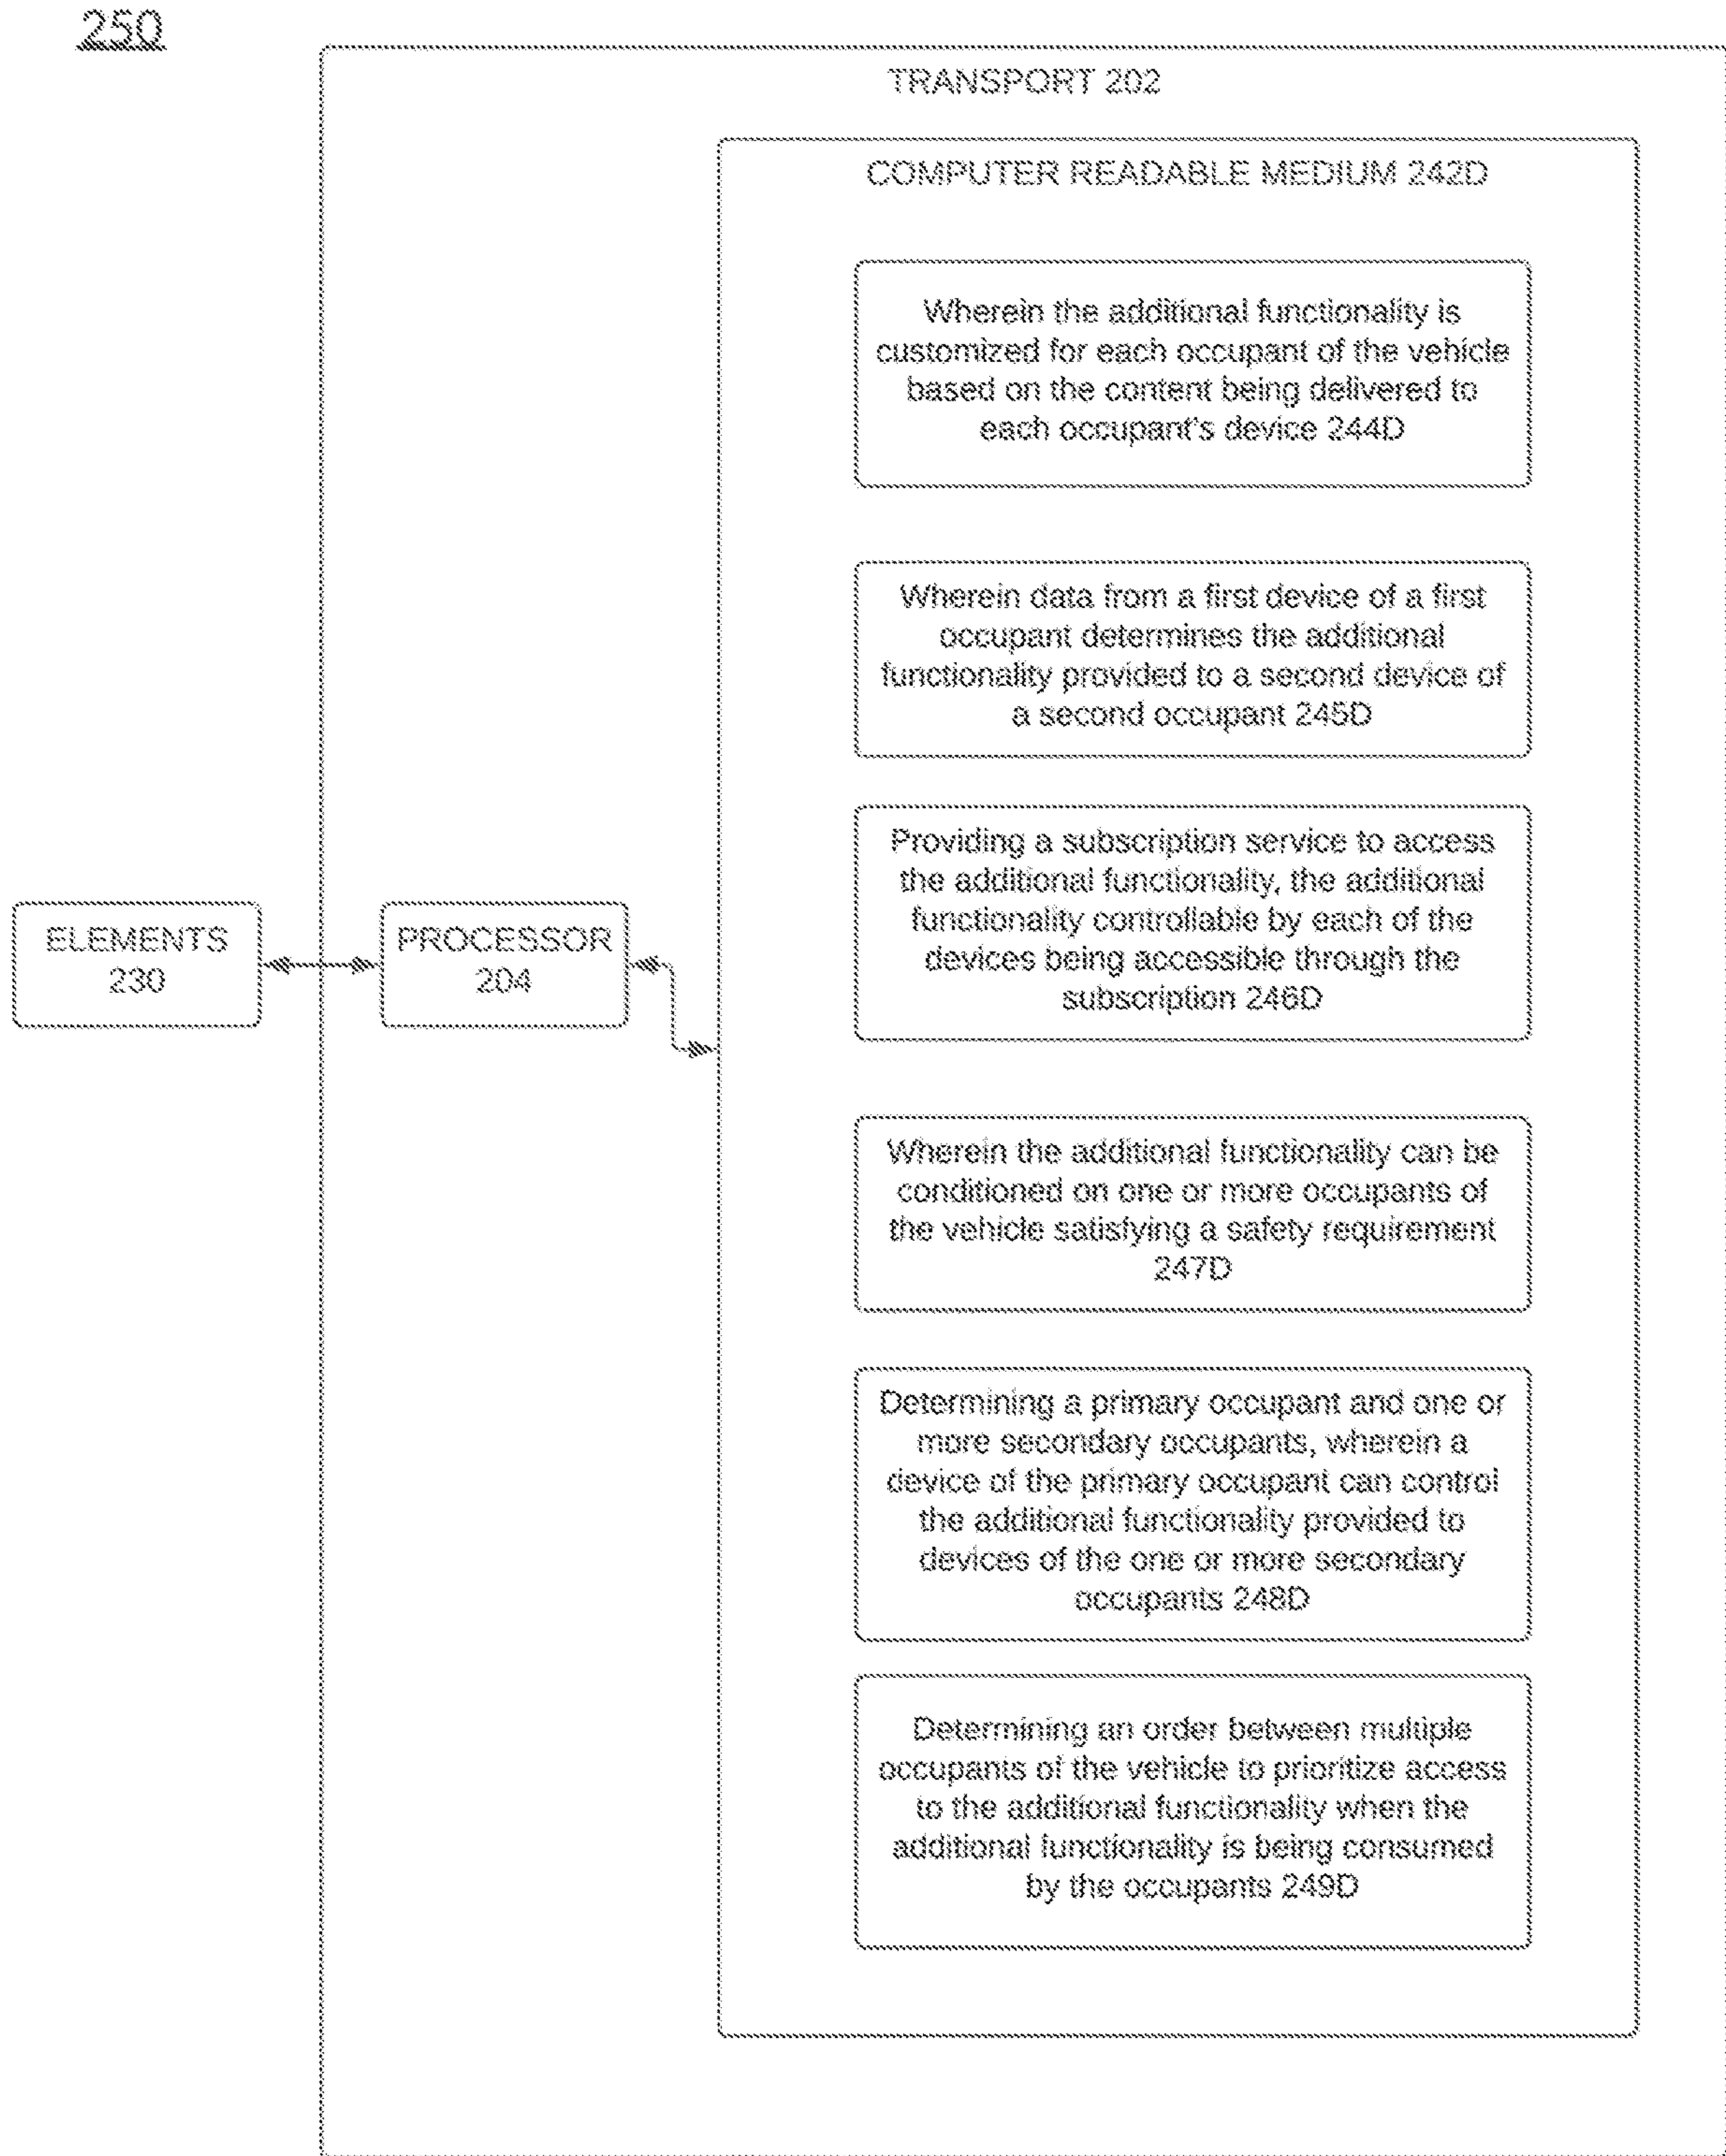 250
TRANSPORT 202
COMPUTER READABLE MEDIUM 242D
Wherein the additional functionality is
customized for each occupant of the vehicle
based on the content being delivered to
each occupant's device 244D
Wherein data from a first device of a first
occupant determines the additional
functionality provided to a second device of
a second occupant 245D
Providing a subscription service to access
the additional functionality, the additional
functionality controllable by each of the
devices being accessible through the
subscription 246D
ELEMENTS
230
PROCESSOR
204
Wherein the additional functionality can be
conditioned on one or more occupants of
the vehicle satisfying a safety requirement
247D
Determining a primary occupant and one or
more secondary occupants, wherein a
device of the primary occupant can control
the additional functionality provided to
devices of the one or more secondary
occupants 248D
Determining an order between multiple
occupants of the vehicle to prioritize access
to the additional functionality when the
additional functionality is being consumed
by the occupants 249D